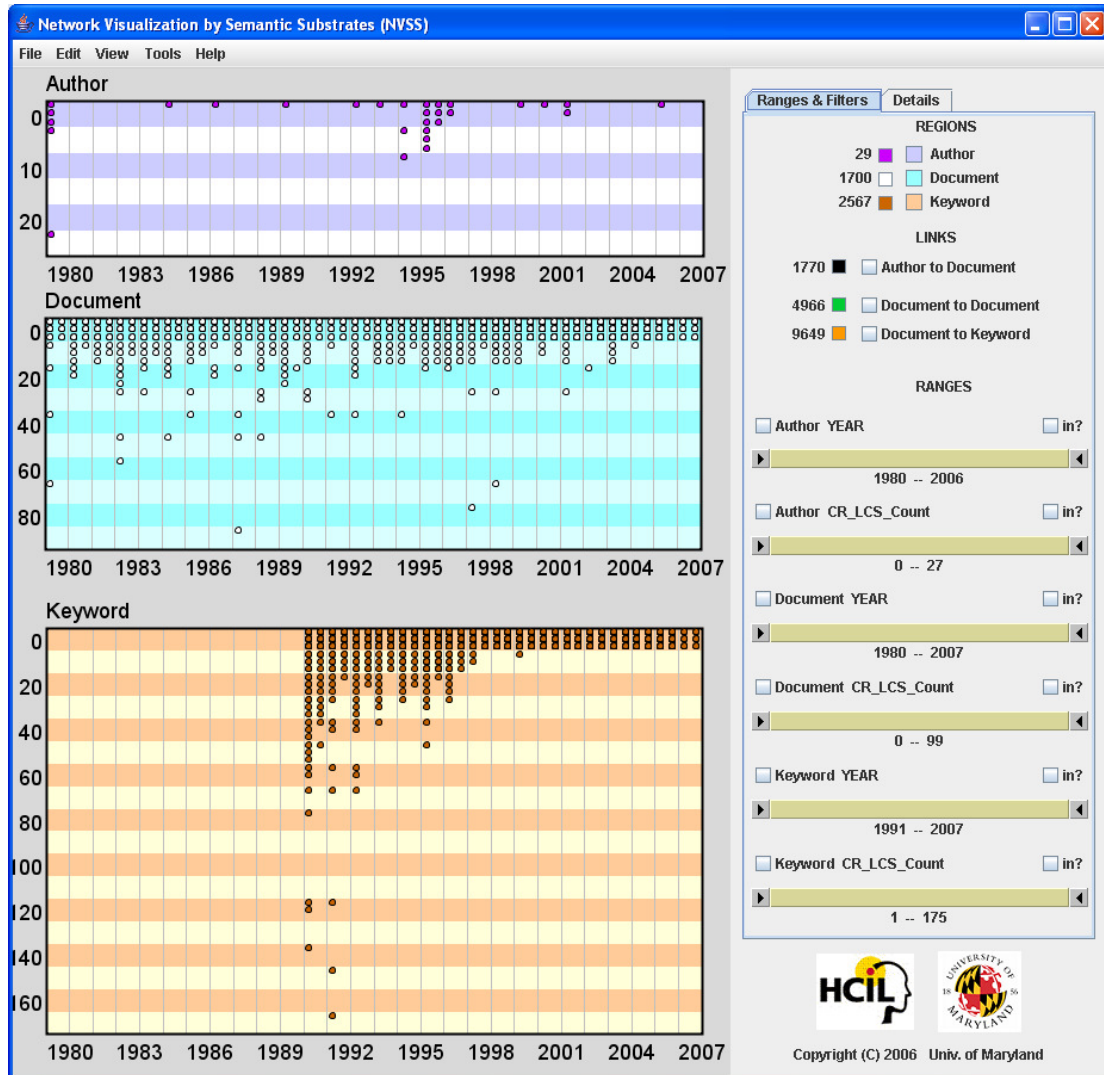 Network Visualization by Semantic Substrates (NVSS)
File Edit View Tools Help
Author
0
10
20
1980 1983 1986 1989 1992 1995 1998 2001 2004 2007
Document
0
20
40
60
80
1980 1983 1986 1989 1992 1995 1998 2001 2004 2007
Keyword
0
20
40
60
80
100
120
140
160
1980 1983 1986 1989 1992 1995 1998 2001 2004 2007
Ranges & Filters Details
REGIONS
29 Author
1700 Document
2567 Keyword
LINKS
1770 Author to Document
4966 Document to Document
9649 Document to Keyword
RANGES
Author YEAR in?
1980 -- 2006
Author CR_LCS_Count in?
0 -- 27
Document YEAR in?
1980 -- 2007
Document CR_LCS_Count in?
0 -- 99
Keyword YEAR in?
1991 -- 2007
Keyword CR_LCS_Count in?
1 -- 175
HCIL
UNIVERSITY OF
18 56
MARYLAND
Copyright (C) 2006 Univ. of Maryland